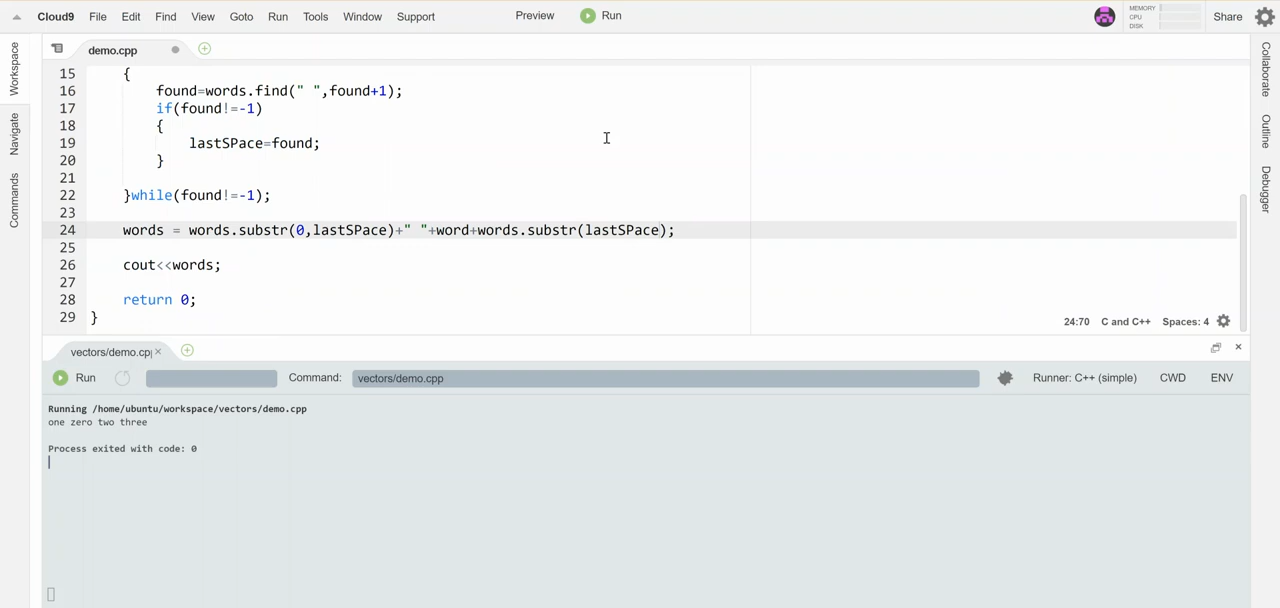 Cloud9 File Edit Find View Goto Run Tools Window Support Preview Run MEMORY CPU DISK Share
Workspace
Navigate
Commands
Collaborate
Outline
Debugger
demo.cpp
15 {
16 found=words.find(" ",found+1);
17 if(found!=-1)
18 {
19 lastSPace=found;
20 }
21
22 }while(found!=-1);
23
24 words = words.substr(0,lastSPace)+" "+word+words.substr(lastSPace);
25
26 cout<<words;
27
28 return 0;
29 }
24:70 C and C++ Spaces: 4
vectors/demo.cp
Run Command: vectors/demo.cpp Runner: C++ (simple) CWD ENV
Running /home/ubuntu/workspace/vectors/demo.cpp
one zero two three
Process exited with code: 0